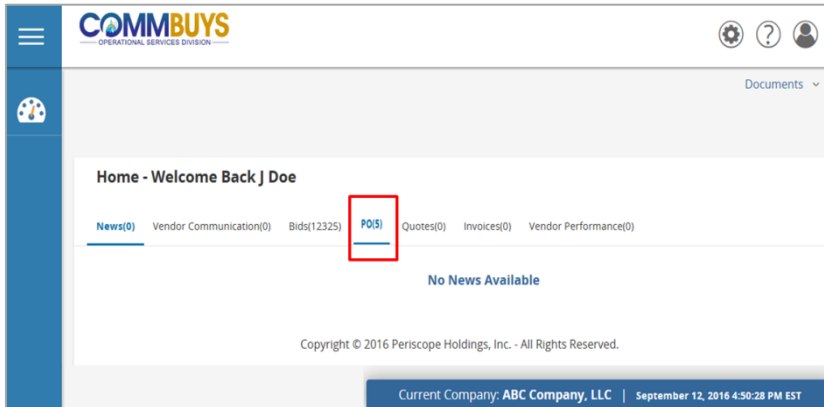 COMMBUYS
OPERATIONAL SERVICES DIVISION
?
Documents
Home - Welcome Back J Doe
News(0) Vendor Communication(0) Bids(12325) PO(5) Quotes(0) Invoices(0) Vendor Performance(0)
No News Available
Copyright © 2016 Periscope Holdings, Inc. - All Rights Reserved.
Current Company: ABC Company, LLC | September 12, 2016 4:50:28 PM EST